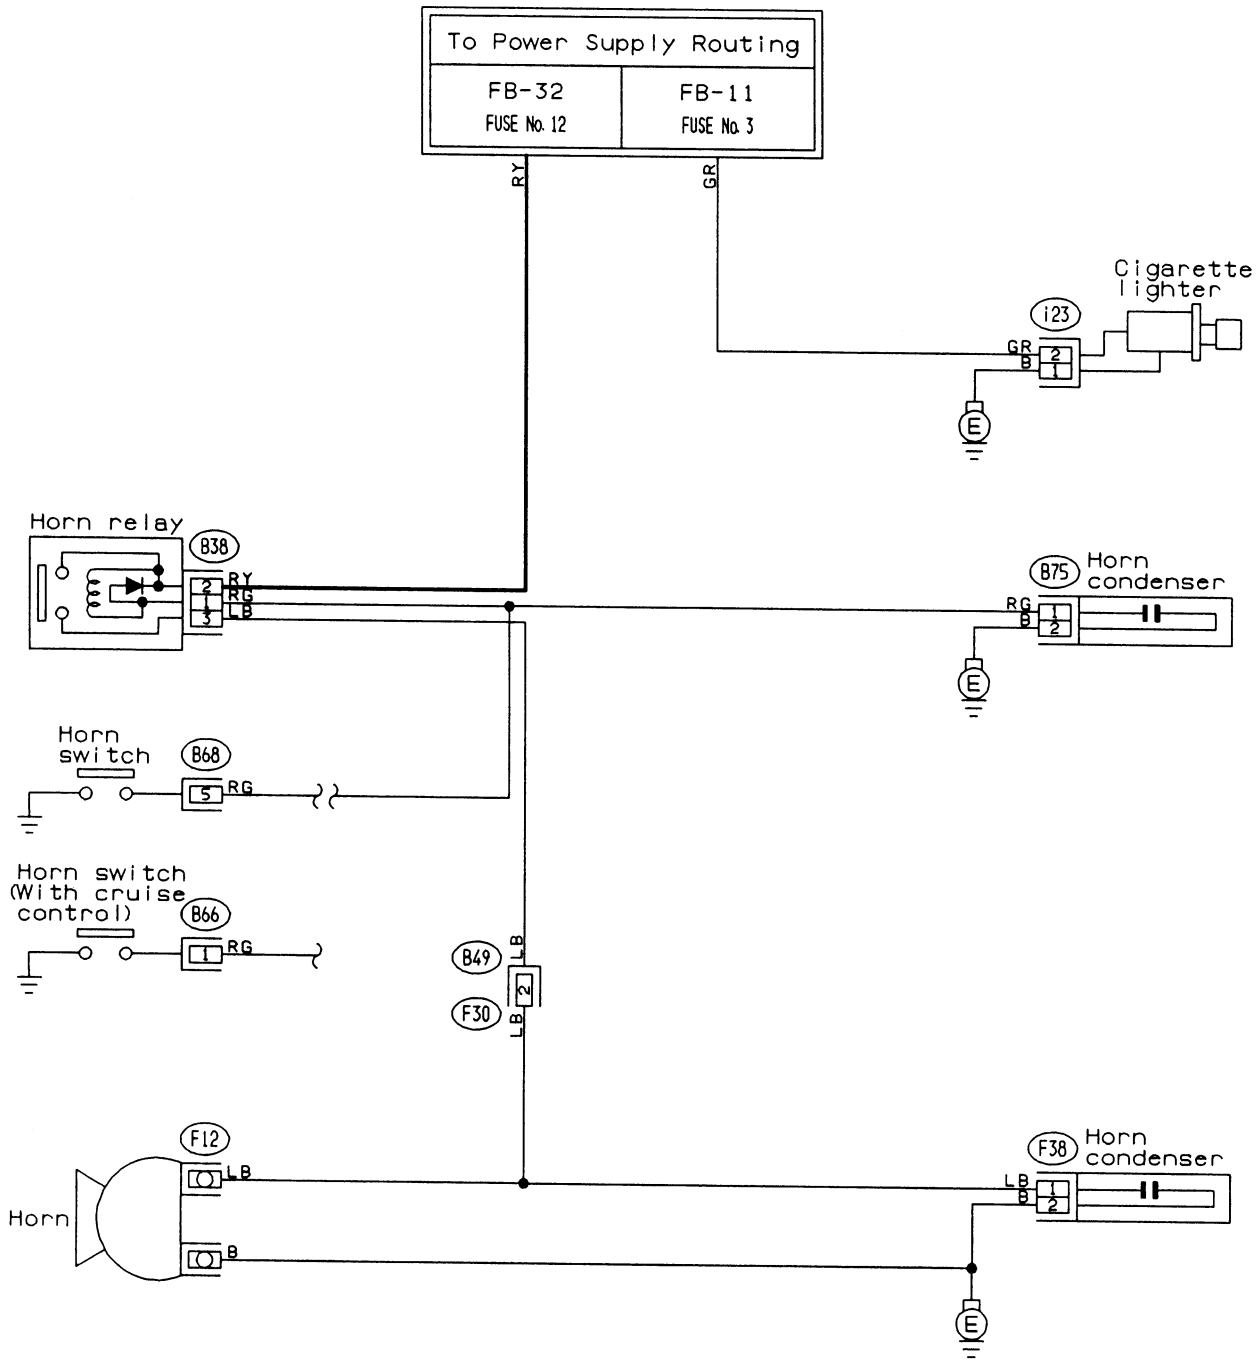 To Power Supply Routing
FB-32
FB-11
FUSE No. 12
FUSE No. 3
RY
GR
Cigarette
lighter
i23
GR
2
B
1
E
Horn relay
B38
2
RY
1
RG
3
LB
B75
Horn
condenser
RG
1
B
2
E
Horn
switch
B68
5
RG
Horn switch
(With cruise
control)
B66
1
RG
B49
LB
2
F30
LB
F12
LB
Horn
B
F38
Horn
condenser
LB
1
B
2
E